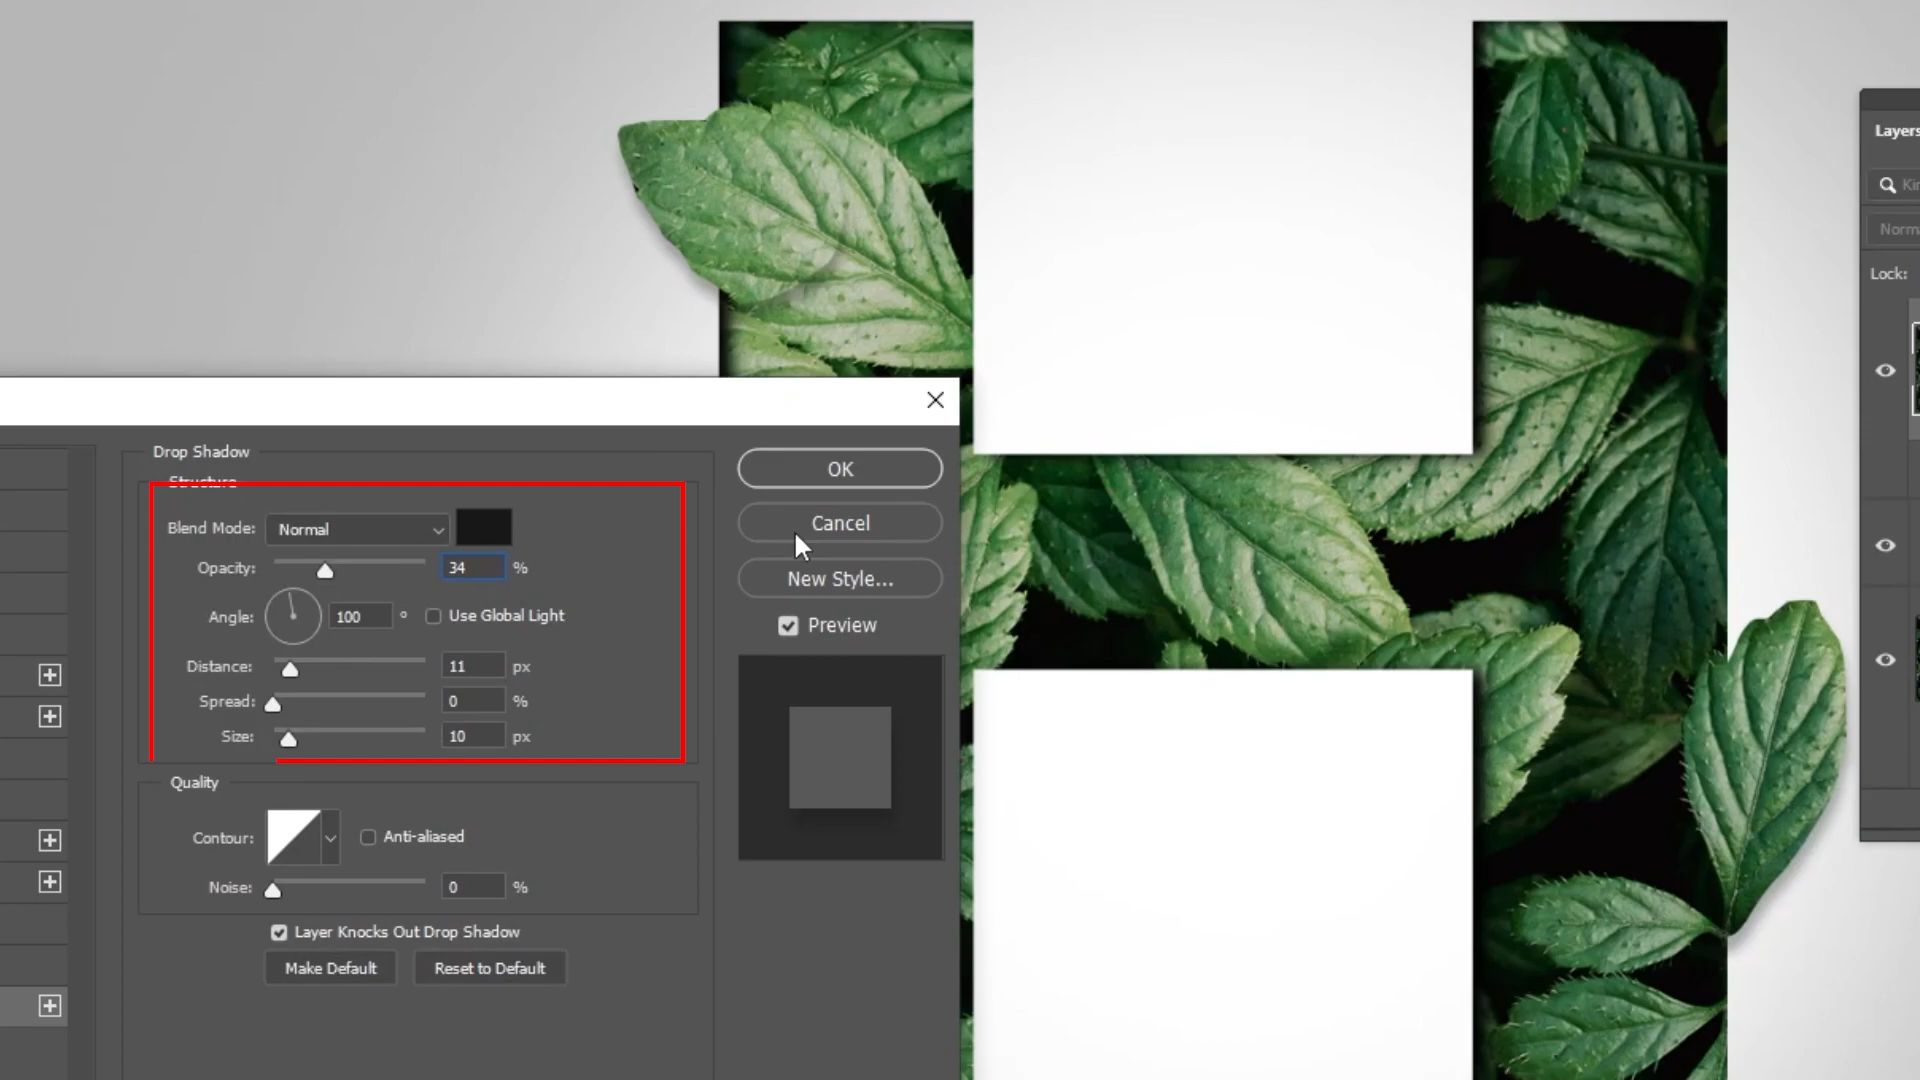 Layers
Lock:
Drop Shadow
Structure
Blend Mode: Normal
Opacity: 34 %
Angle: 100 ° Use Global Light
Distance: 11 px
Spread: 0 %
Size: 10 px
Quality
Contour: Anti-aliased
Noise: 0 %
Layer Knocks Out Drop Shadow
Make Default Reset to Default
OK
Cancel
New Style...
Preview